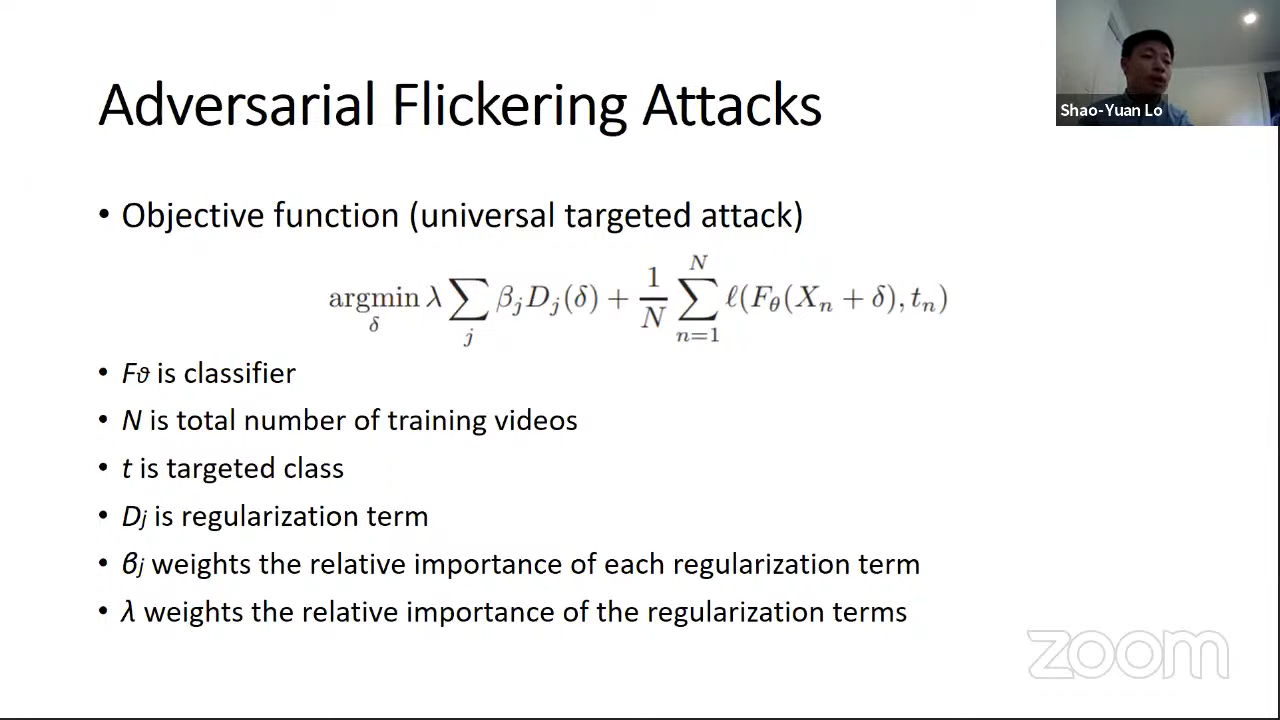 Adversarial Flickering Attacks
Shao-Yuan Lo
• Objective function (universal targeted attack)
argmin_δ λ ∑_j β_j D_j(δ) + 1/N ∑_{n=1}^{N} ℓ(F_θ(X_n + δ), t_n)
• Fϑ is classifier
• N is total number of training videos
• t is targeted class
• Dj is regularization term
• βj weights the relative importance of each regularization term
• λ weights the relative importance of the regularization terms
zoom